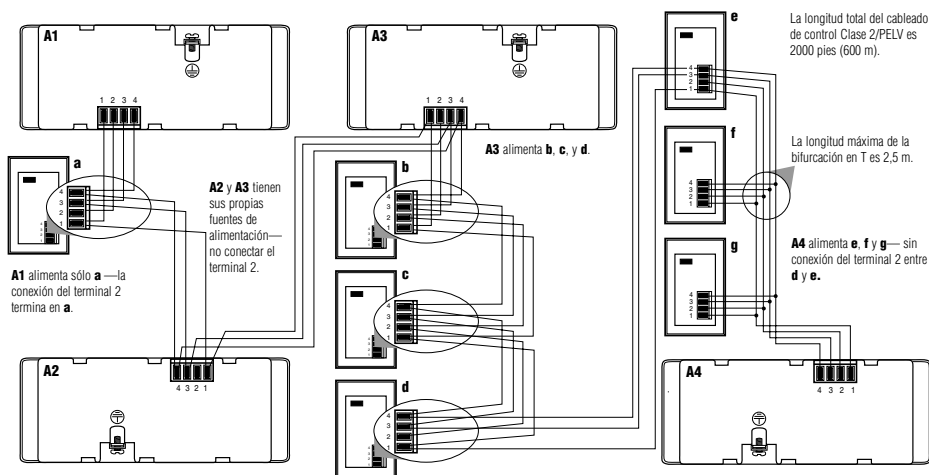 A1
1 2 3 4
a
4
3
2
1
A1 alimenta sólo a —la
conexión del terminal 2
termina en a.
A2 y A3 tienen
sus propias
fuentes de
alimentación—
no conectar el
terminal 2.
A2
4 3 2 1
A3
1 2 3 4
A3 alimenta b, c, y d.
b
4
3
2
1
c
4
3
2
1
d
4
3
2
1
e
4
3
2
1
f
4
3
2
1
g
4
3
2
1
La longitud total del cableado
de control Clase 2/PELV es
2000 pies (600 m).
La longitud máxima de la
bifurcación en T es 2,5 m.
A4 alimenta e, f y g— sin
conexión del terminal 2 entre
d y e.
A4
4 3 2 1